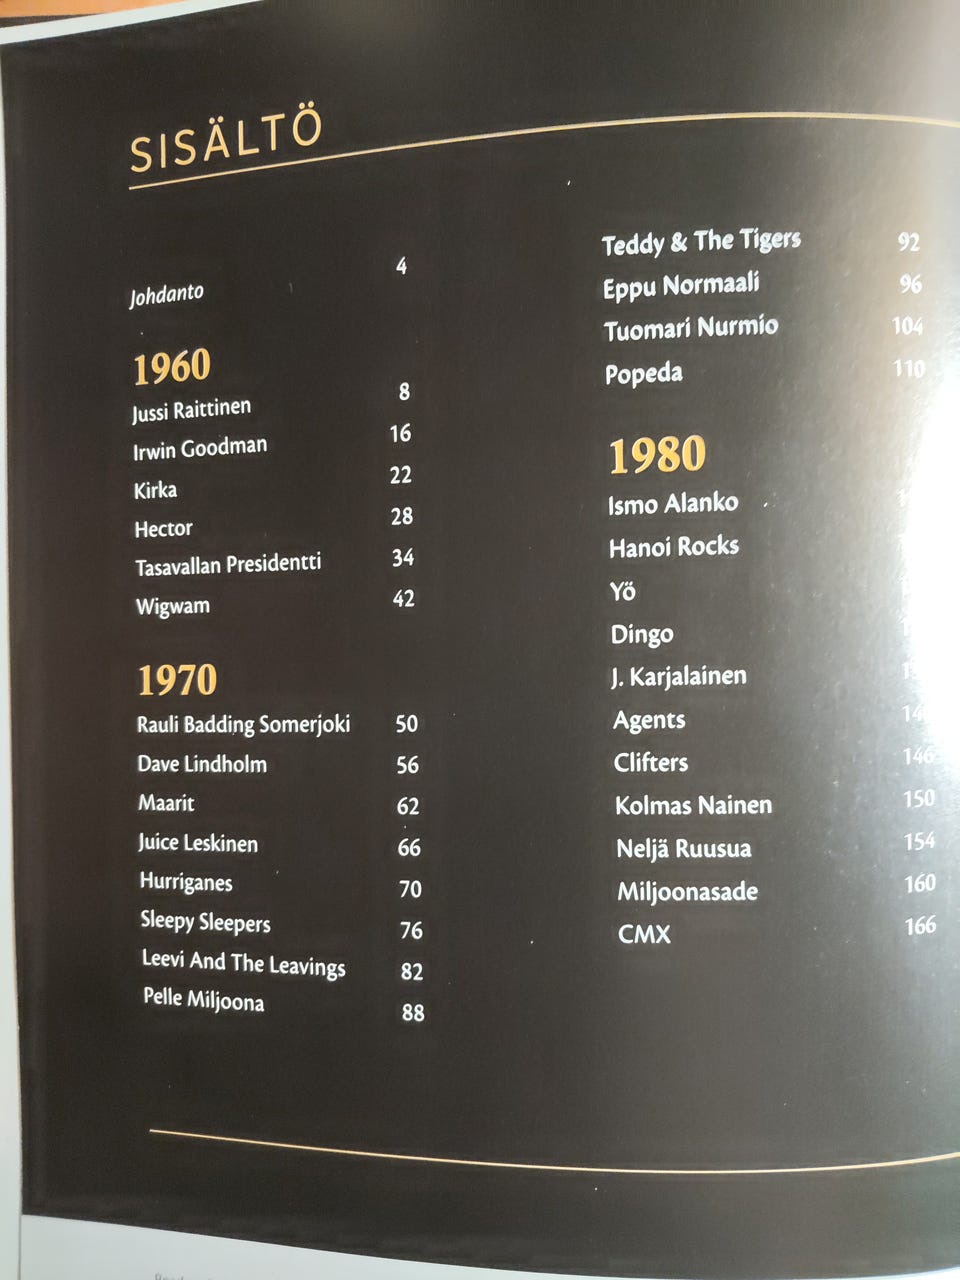 SISÄLTÖ
Johdanto 4
1960
Jussi Raittinen 8
Irwin Goodman 16
Kirka 22
Hector 28
Tasavallan Presidentti 34
Wigwam 42
1970
Rauli Badding Somerjoki 50
Dave Lindholm 56
Maarit 62
Juice Leskinen 66
Hurriganes 70
Sleepy Sleepers 76
Leevi And The Leavings 82
Pelle Miljoona 88
Teddy & The Tigers 92
Eppu Normaali 96
Tuomari Nurmio 104
Popeda 110
1980
Ismo Alanko
Hanoi Rocks
Yö
Dingo
J. Karjalainen
Agents
Clifters 146
Kolmas Nainen 150
Neljä Ruusua 154
Miljoonasade 160
CMX 166